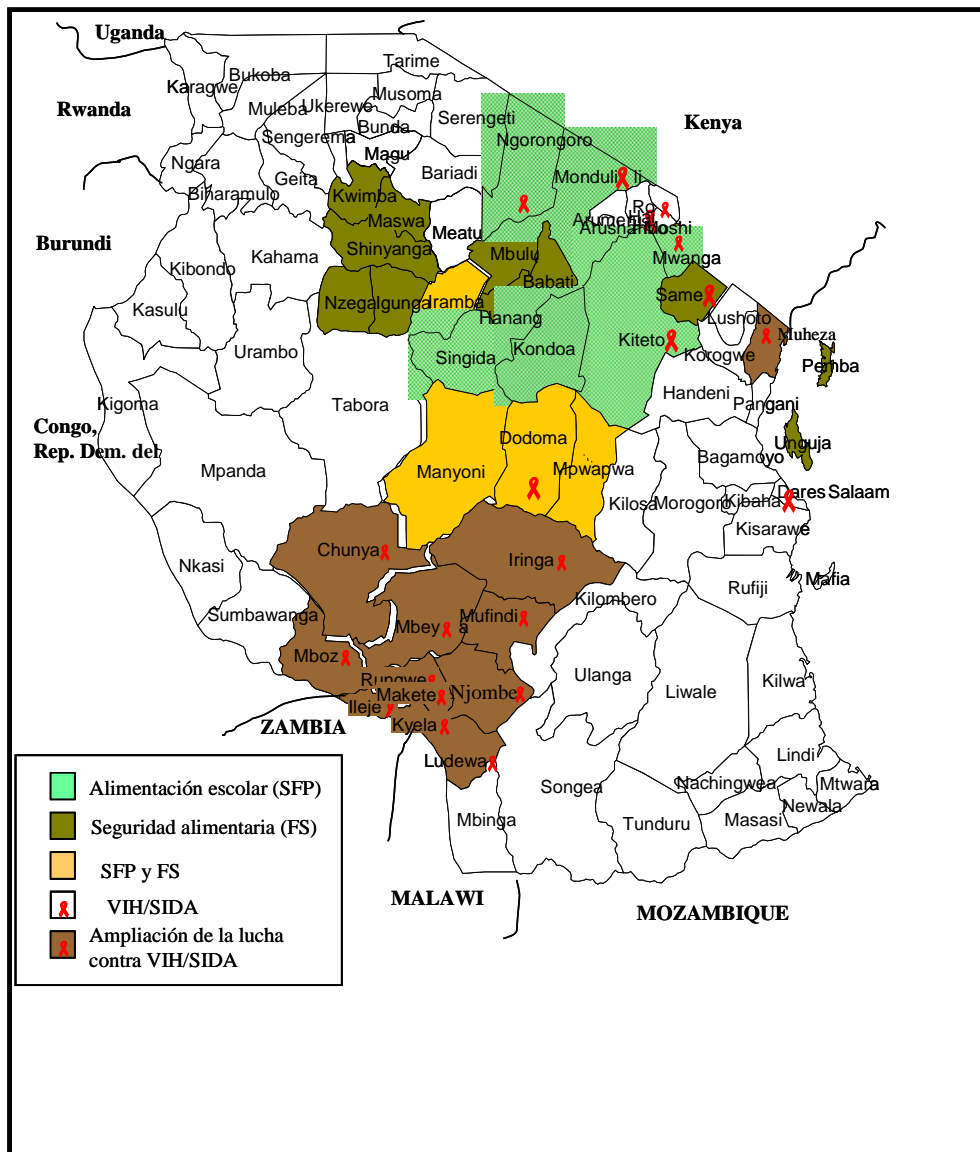 Uganda
Tarime
Bukoba
Karagwe
Musoma
Rwanda
Muleba
Ukerewe
Serengeti
Kenya
Bunda
Sengerema
Ngorongoro
Magu
Ngara
Geita
Bariadi
Monduli li
Biharamulo
Kwimba
Ro
Maswa
Arumeru
Meatu
Moshi
Burundi
Shinyanga
Mbulu
Mwanga
Kahama
Kibondo
Babati
Nzega
Igunga
Iramba
Same
Kasulu
Hanang
Lushoto
Muheza
Urambo
Singida
Kondoa
Kiteto
Korogwe
Pemba
Kigoma
Tabora
Handeni
Pangani
Congo,
Rep. Dem. del
Dodoma
Unguja
Mpanda
Manyoni
Mpwapwa
Bagamoyo
Dares Salaam
Kilosa
Morogoro
Kibaha
Kisarawe
Chunya
Iringa
Nkasi
Rufiji
Mafia
Kilombero
Sumbawanga
Mbey a
Mufindi
Mboz
Ulanga
Rungwe
Liwale
Kilwa
Makete
Njombe
Ileje
Kyela
ZAMBIA
Ludewa
Lindi
Songea
Nachingwea
Mtwara
Newala
Mbinga
Tunduru
Masasi
MALAWI
MOZAMBIQUE
Alimentación escolar (SFP)
Seguridad alimentaria (FS)
SFP y FS
VIH/SIDA
Ampliación de la lucha
contra VIH/SIDA